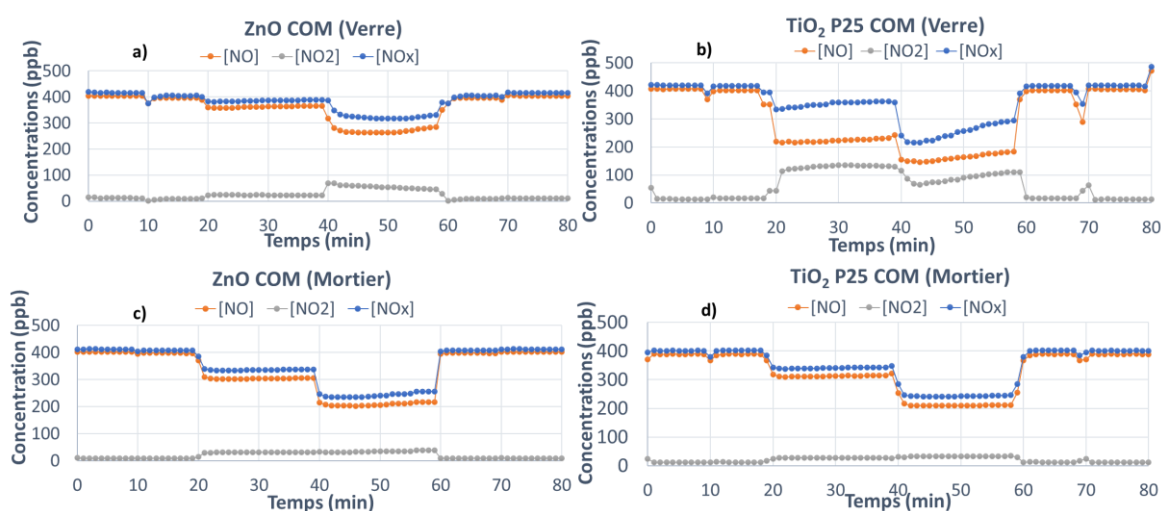 ZnO COM (Verre)
a)
[NO] [NO2] [NOx]
Concentrations (ppb)
500
400
300
200
100
0
0 10 20 30 40 50 60 70 80
Temps (min)
TiO₂ P25 COM (Verre)
b)
[NO] [NO2] [NOx]
Concentrations (ppb)
500
400
300
200
100
0
0 10 20 30 40 50 60 70 80
Temps (min)
ZnO COM (Mortier)
c)
[NO] [NO2] [NOx]
Concentration (ppb)
500
400
300
200
100
0
0 10 20 30 40 50 60 70 80
Temps (min)
TiO₂ P25 COM (Mortier)
d)
[NO] [NO2] [NOx]
Concentrations (ppb)
500
400
300
200
100
0
0 10 20 30 40 50 60 70 80
Temps (min)